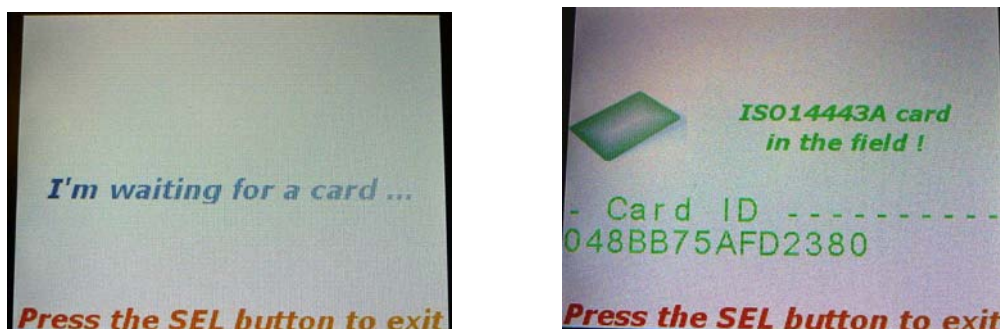 I'm waiting for a card ...
Press the SEL button to exit
ISO14443A card
in the field !
- Card ID - - - - - - - - - -
048BB75AFD2380
Press the SEL button to exit